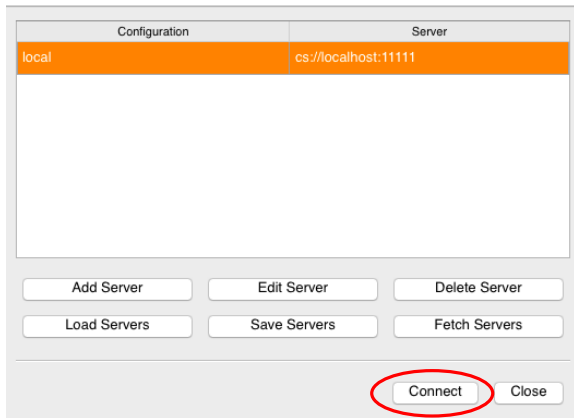 Configuration Server
local cs://localhost:11111
Add Server Edit Server Delete Server
Load Servers Save Servers Fetch Servers
Connect Close